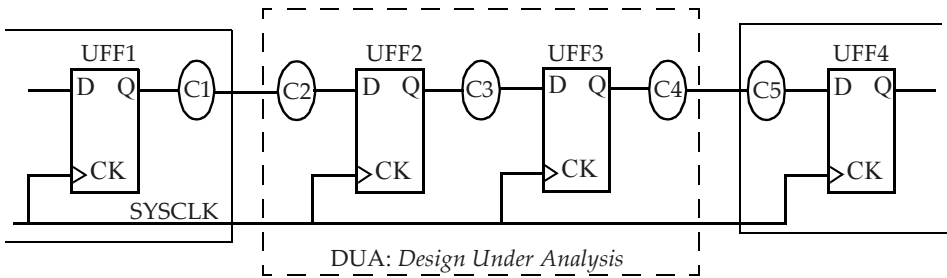 UFF1 UFF2 UFF3 UFF4
D Q C1 C2 D Q C3 D Q C4 C5 D Q
CK CK CK CK
SYSCLK
DUA: Design Under Analysis